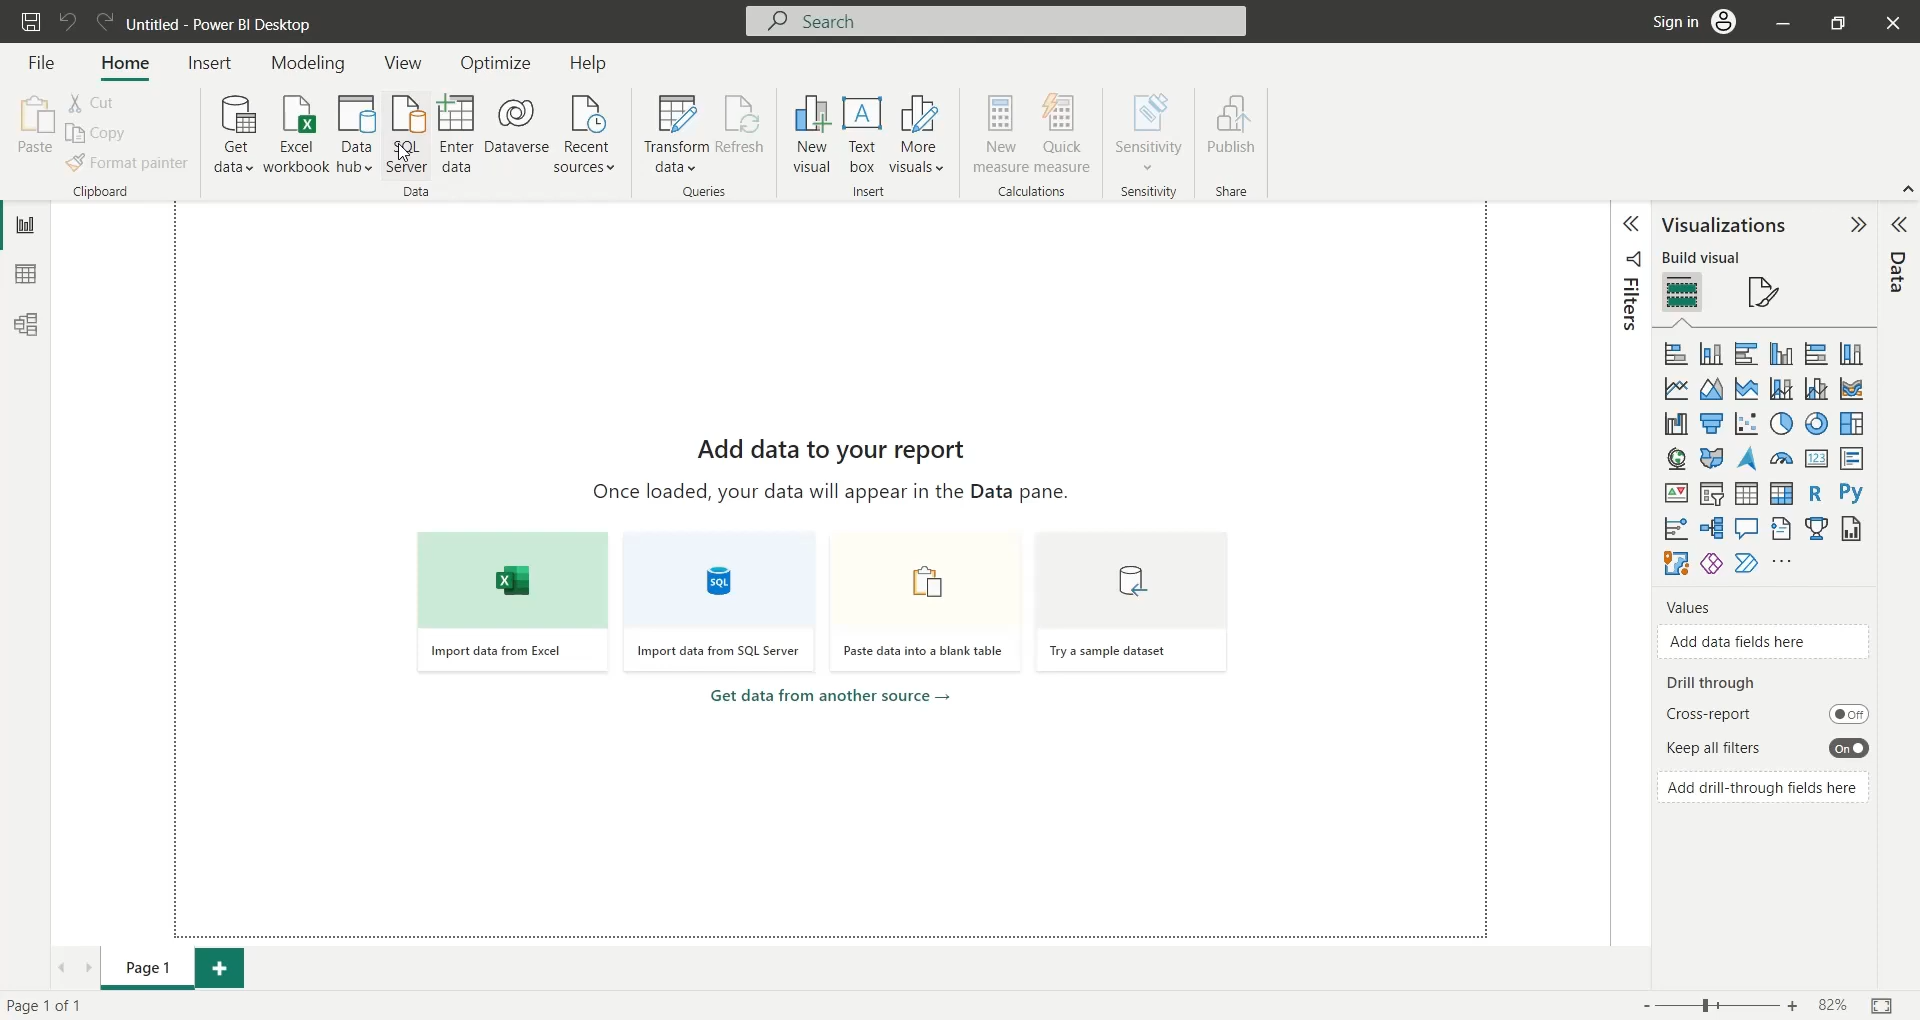 Untitled - Power BI Desktop
Search
Sign in
File
Home
Insert
Modeling
View
Optimize
Help
Paste
Cut
Copy
Format painter
Clipboard
Get
data
Excel
workbook
Data
hub
SQL
Server
Enter
data
Dataverse
Recent
sources
Data
Transform
data
Refresh
Queries
New
visual
A
Text
box
More
visuals
Insert
New
measure
Quick
measure
Calculations
Sensitivity
Sensitivity
Publish
Share
Filters
Visualizations
Build visual
Data
123
R
Py
Values
Add data fields here
Drill through
Cross-report
Off
Keep all filters
On
Add drill-through fields here
Add data to your report
Once loaded, your data will appear in the Data pane.
X
SQL
Import data from Excel
Import data from SQL Server
Paste data into a blank table
Try a sample dataset
Get data from another source →
Page 1
Page 1 of 1
- + 82%